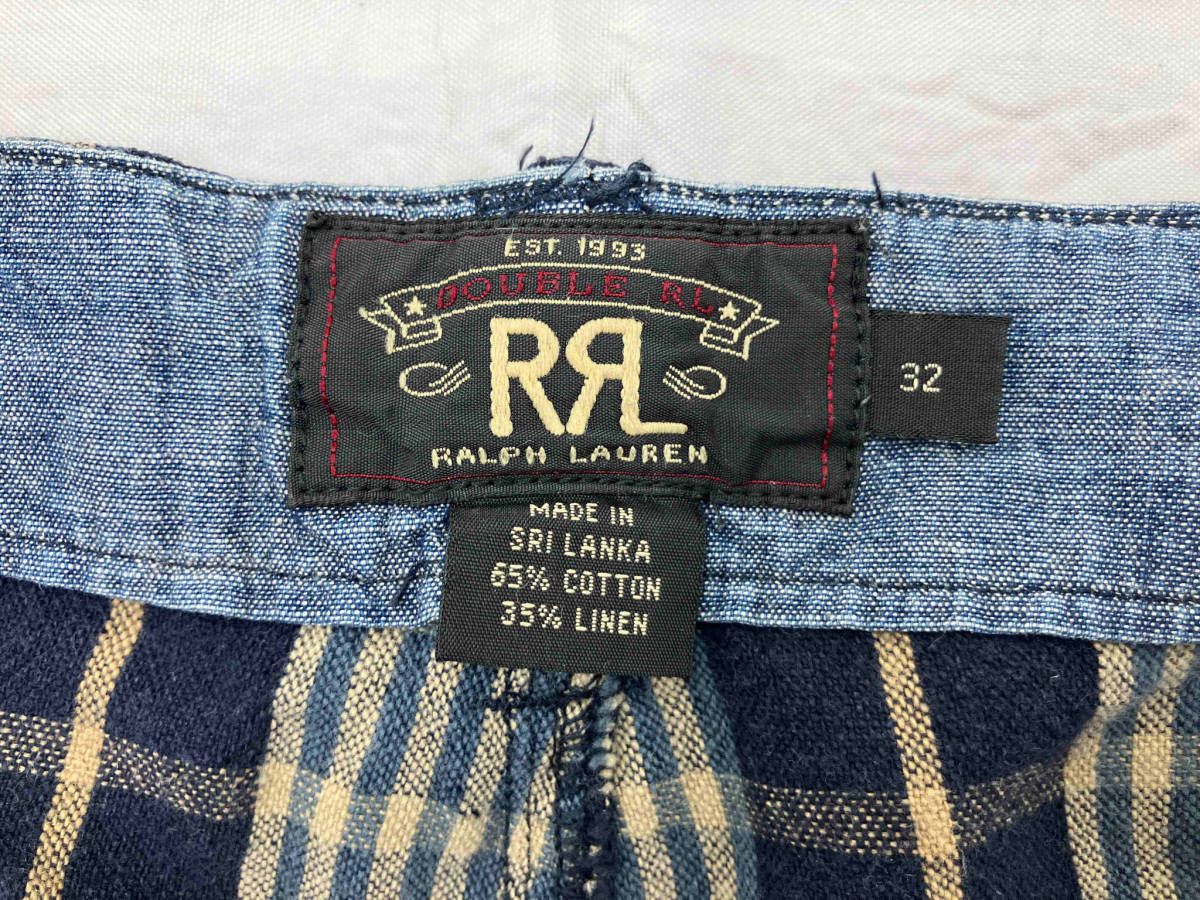 EST. 1993
DOUBLE RL
RRL
RALPH LAUREN
32
MADE IN
SRI LANKA
65% COTTON
35% LINEN